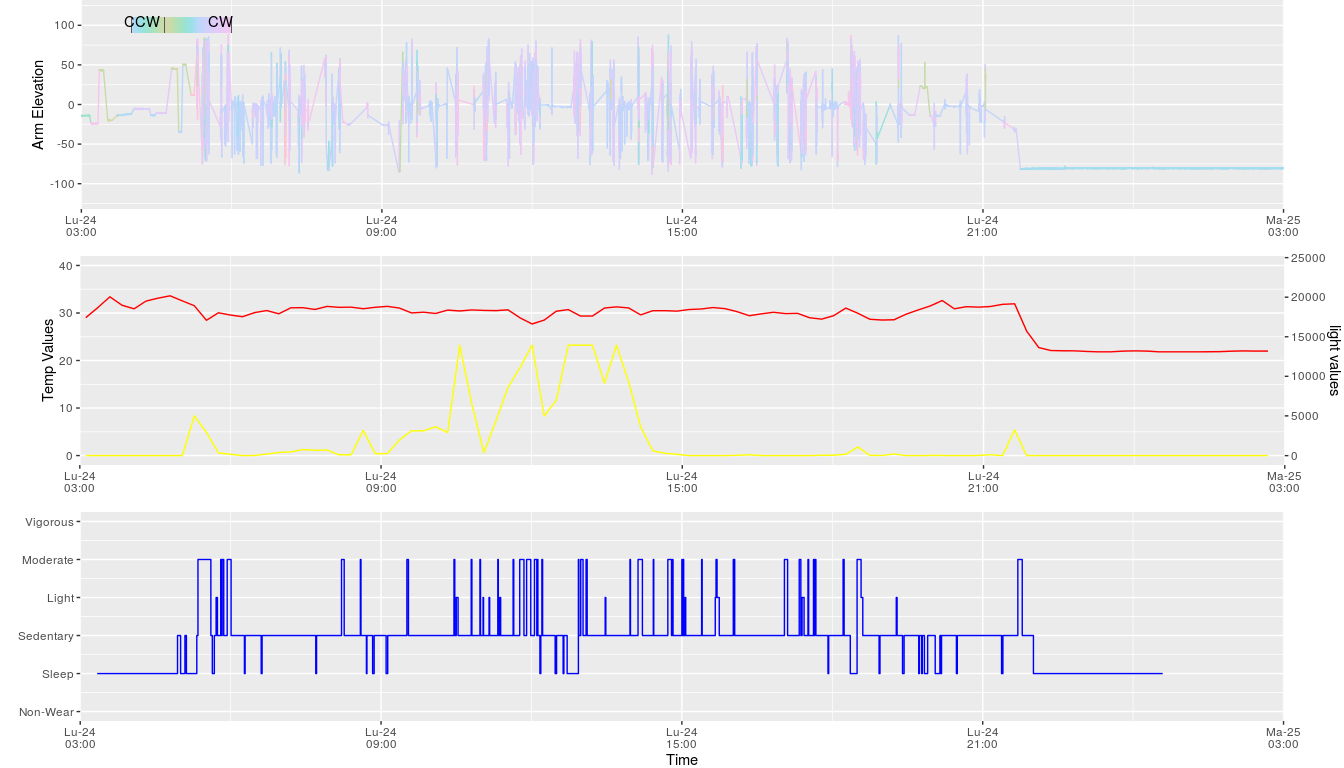 CCW CW
100
50
0
-50
-100
Arm Elevation
Lu-24 Lu-24 Lu-24 Lu-24 Ma-25
03:00 09:00 15:00 21:00 03:00
40
30
20
10
0
Temp Values
25000
20000
15000
10000
5000
0
light values
Lu-24 Lu-24 Lu-24 Lu-24 Ma-25
03:00 09:00 15:00 21:00 03:00
Vigorous
Moderate
Light
Sedentary
Sleep
Non-Wear
Lu-24 Lu-24 Lu-24 Lu-24 Ma-25
03:00 09:00 15:00 21:00 03:00
Time